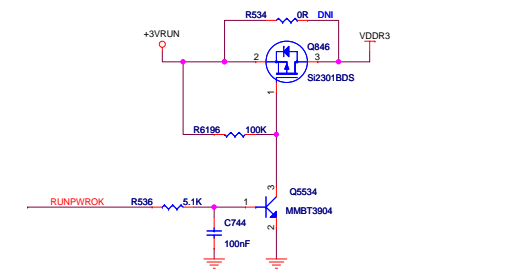 R534 0R DNI
+3VRUN
Q846
VDDR3
2 3
Si2301BDS
1
R6196 100K
3
Q5534
RUNPWROK R536 5.1K 1
MMBT3904
C744
2
100nF